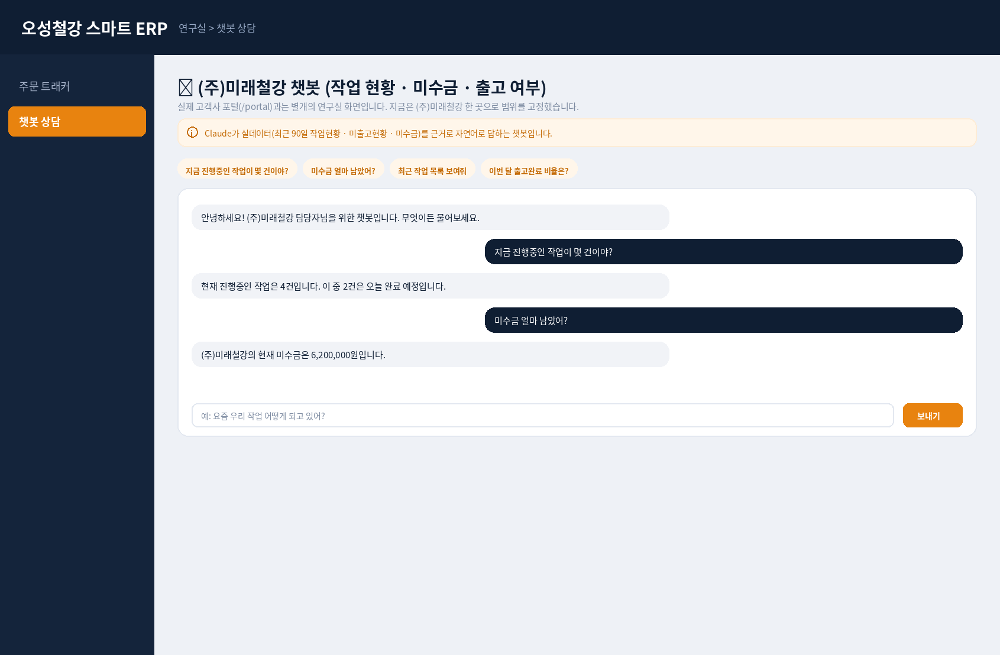 오성철강 스마트 ERP 연구실 > 챗봇 상담
주문 트래커
챗봇 상담
(주)미래철강 챗봇 (작업 현황 · 미수금 · 출고 여부)
실제 고객사 포털(/portal)과는 별개의 연구실 화면입니다. 지금은 (주)미래철강 한 곳으로 범위를 고정했습니다.
Claude가 실데이터(최근 90일 작업현황 · 미출고현황 · 미수금)를 근거로 자연어로 답하는 챗봇입니다.
지금 진행중인 작업이 몇 건이야? 미수금 얼마 남았어? 최근 작업 목록 보여줘 이번 달 출고완료 비율은?
안녕하세요! (주)미래철강 담당자님을 위한 챗봇입니다. 무엇이든 물어보세요.
지금 진행중인 작업이 몇 건이야?
현재 진행중인 작업은 4건입니다. 이 중 2건은 오늘 완료 예정입니다.
미수금 얼마 남았어?
(주)미래철강의 현재 미수금은 6,200,000원입니다.
예: 요즘 우리 작업 어떻게 되고 있어? 보내기